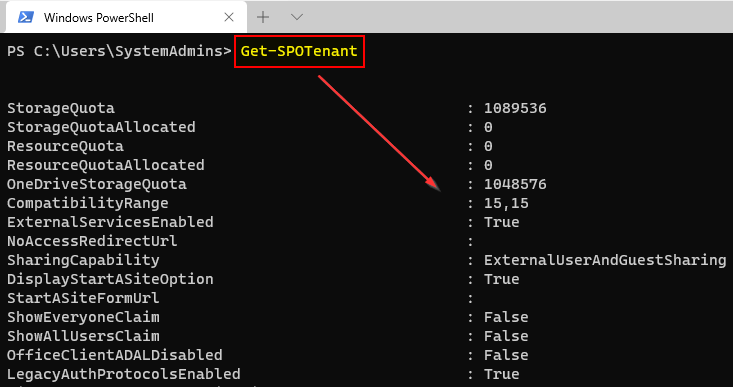 Windows PowerShell
PS C:\Users\SystemAdmins> Get-SPOTenant
StorageQuota : 1089536
StorageQuotaAllocated : 0
ResourceQuota : 0
ResourceQuotaAllocated : 0
OneDriveStorageQuota : 1048576
CompatibilityRange : 15,15
ExternalServicesEnabled : True
NoAccessRedirectUrl :
SharingCapability : ExternalUserAndGuestSharing
DisplayStartASiteOption : True
StartASiteFormUrl :
ShowEveryoneClaim : False
ShowAllUsersClaim : False
OfficeClientADALDisabled : False
LegacyAuthProtocolsEnabled : True